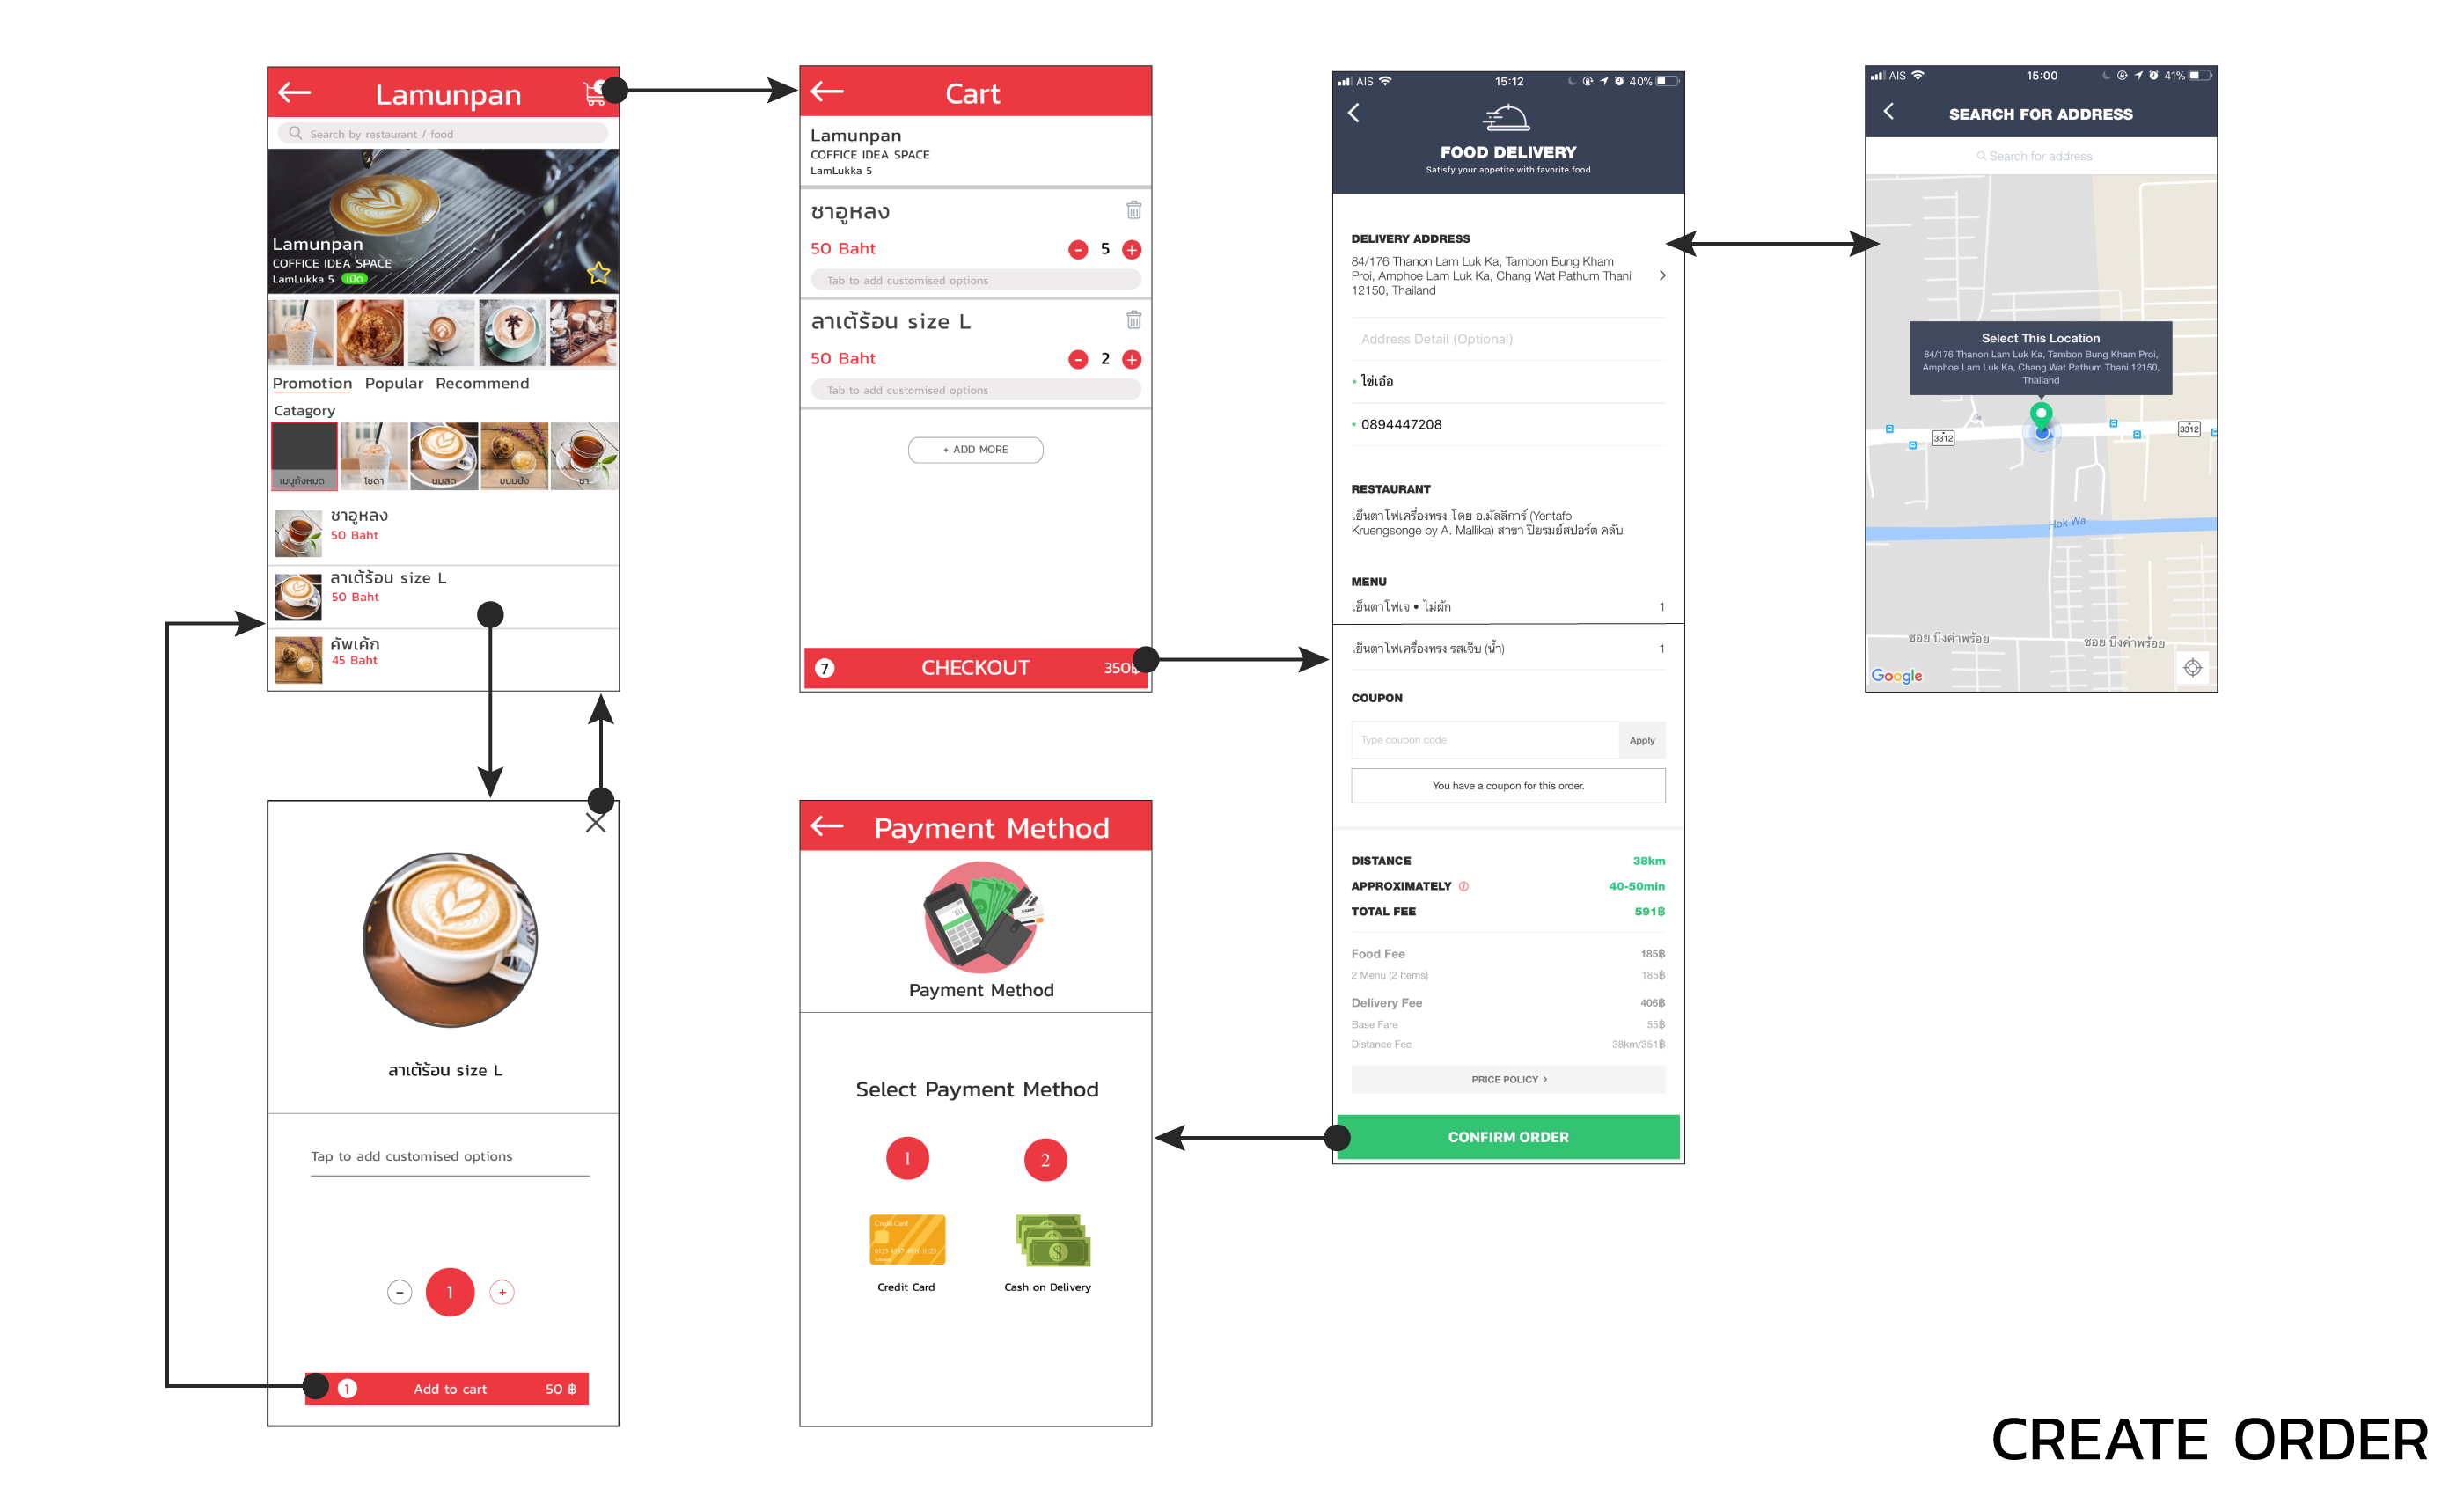 Lamunpan
Search by restaurant / food
Lamunpan
COFFICE IDEA SPACE
LamLukka 5 เปิด
Promotion Popular Recommend
Catagory
เมนูทั้งหมด โซดา นมสด ขนมปัง ชา
ชาอูหลง
50 Baht
ลาเต้ร้อน size L
50 Baht
คัพเค้ก
45 Baht
Cart
Lamunpan
COFFICE IDEA SPACE
LamLukka 5
ชาอูหลง
50 Baht - 5 +
Tab to add customised options
ลาเต้ร้อน size L
50 Baht - 2 +
Tab to add customised options
+ ADD MORE
7 CHECKOUT 350฿
AIS 15:12 40%
FOOD DELIVERY
Satisfy your appetite with favorite food
DELIVERY ADDRESS
84/176 Thanon Lam Luk Ka, Tambon Bung Kham
Proi, Amphoe Lam Luk Ka, Chang Wat Pathum Thani
12150, Thailand
Address Detail (Optional)
* ไข่เอ๋อ
* 0894447208
RESTAURANT
เย็นตาโฟเครื่องทรง โดย อ.มัลลิการ์ (Yentafo
Kruengsonge by A. Mallika) สาขา ปิยรมย์สปอร์ต คลับ
MENU
เย็นตาโฟเจ • ไม่ผัก 1
เย็นตาโฟเครื่องทรง รสเจ็บ (น้ำ) 1
COUPON
Type coupon code Apply
You have a coupon for this order.
DISTANCE 38km
APPROXIMATELY 40-50min
TOTAL FEE 591฿
Food Fee 185฿
2 Menu (2 Items) 185฿
Delivery Fee 406฿
Base Fare 55฿
Distance Fee 38km/351฿
PRICE POLICY >
CONFIRM ORDER
AIS 15:00 41%
SEARCH FOR ADDRESS
Search for address
Select This Location
84/176 Thanon Lam Luk Ka, Tambon Bung Kham Proi,
Amphoe Lam Luk Ka, Chang Wat Pathum Thani 12150,
Thailand
3312
3312
Hok Wa
ซอย บึงคำพร้อย
ซอย บึงคำพร้อย
Google
ลาเต้ร้อน size L
Tap to add customised options
- 1 +
1 Add to cart 50 ฿
Payment Method
Payment Method
Select Payment Method
1 2
Credit Card
Credit Card Cash on Delivery
CREATE ORDER